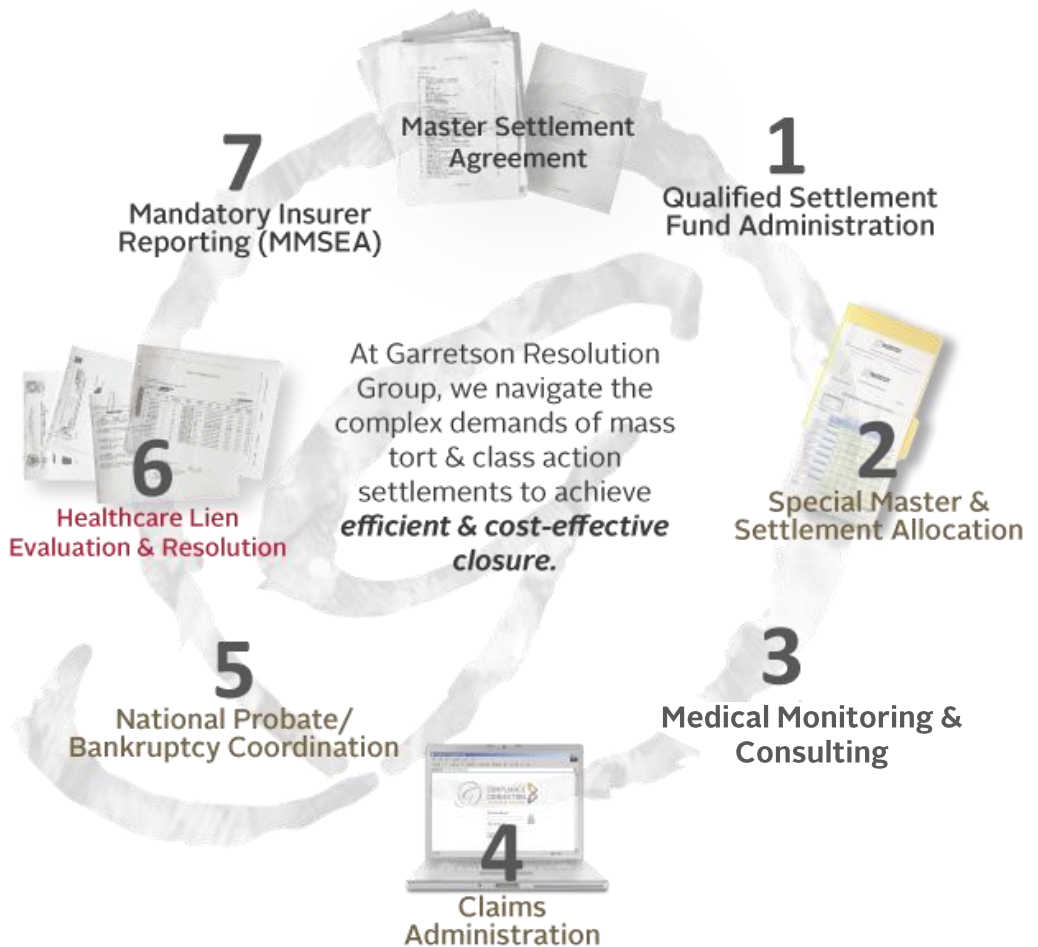 Master Settlement
Agreement
1
Qualified Settlement
Fund Administration
2
Special Master &
Settlement Allocation
3
Medical Monitoring &
Consulting
4
Claims
Administration
5
National Probate/
Bankruptcy Coordination
6
Healthcare Lien
Evaluation & Resolution
7
Mandatory Insurer
Reporting (MMSEA)
At Garretson Resolution
Group, we navigate the
complex demands of mass
tort & class action
settlements to achieve
efficient & cost-effective
closure.
COMPLIANCE
CONNECTION